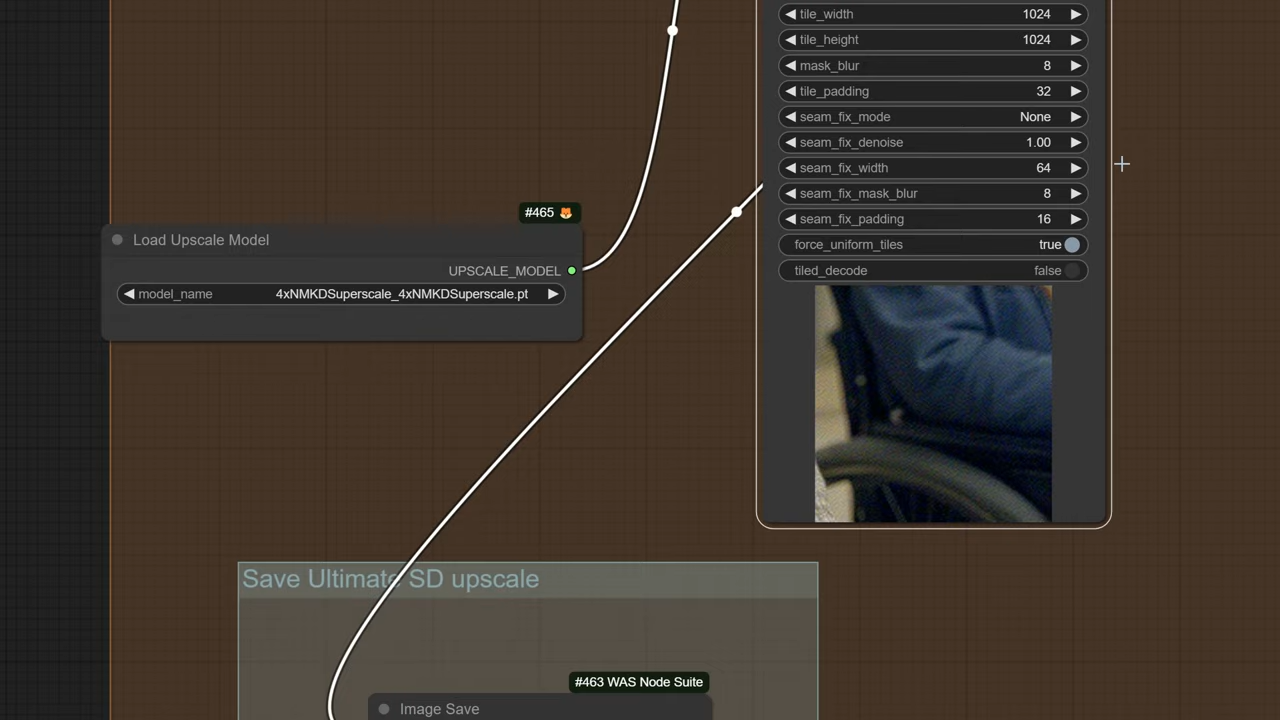 tile_width 1024
tile_height 1024
mask_blur 8
tile_padding 32
seam_fix_mode None
seam_fix_denoise 1.00
seam_fix_width 64
seam_fix_mask_blur 8
seam_fix_padding 16
force_uniform_tiles true
tiled_decode false
#465
Load Upscale Model
UPSCALE_MODEL
model_name 4xNMKDSuperscale_4xNMKDSuperscale.pt
Save Ultimate SD upscale
#463 WAS Node Suite
Image Save